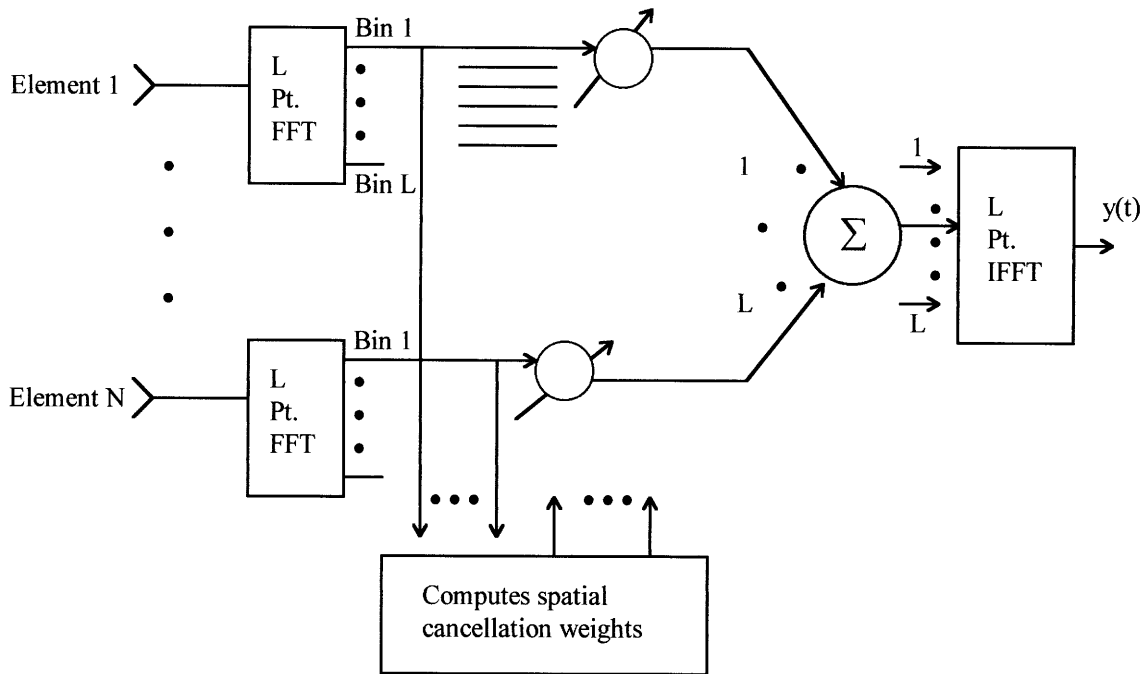 Bin 1
L
Pt.
FFT
Element 1
Bin L
1
1
L
Pt.
IFFT
y(t)
Σ
L
L
Bin 1
L
Pt.
FFT
Element N
Computes spatial
cancellation weights